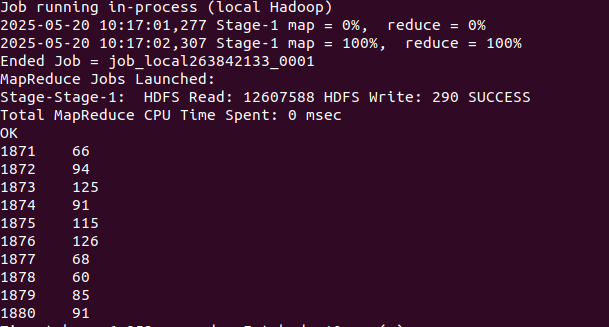 Job running in-process (local Hadoop)
2025-05-20 10:17:01,277 Stage-1 map = 0%,  reduce = 0%
2025-05-20 10:17:02,307 Stage-1 map = 100%,  reduce = 100%
Ended Job = job_local263842133_0001
MapReduce Jobs Launched:
Stage-Stage-1:  HDFS Read: 12607588 HDFS Write: 290 SUCCESS
Total MapReduce CPU Time Spent: 0 msec
OK
1871    66
1872    94
1873    125
1874    91
1875    115
1876    126
1877    68
1878    60
1879    85
1880    91